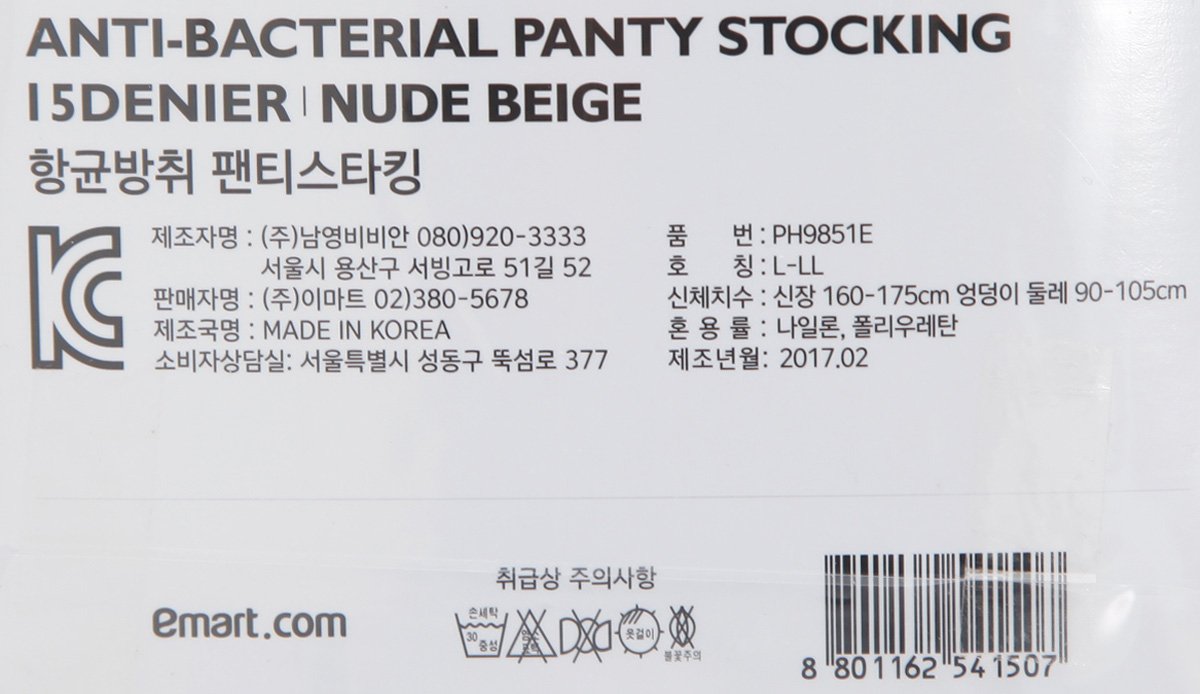 ANTI-BACTERIAL PANTY STOCKING
15DENIER | NUDE BEIGE
항균방취 팬티스타킹
제조자명 : (주)남영비비안 080)920-3333
서울시 용산구 서빙고로 51길 52
판매자명 : (주)이마트 02)380-5678
제조국명 : MADE IN KOREA
소비자상담실: 서울특별시 성동구 뚝섬로 377
품 번 : PH9851E
호 칭 : L-LL
신체치수 : 신장 160-175cm 엉덩이 둘레 90-105cm
혼 용 률 : 나일론, 폴리우레탄
제조년월: 2017.02
취급상 주의사항
emart.com
손세탁
30 중성
옷걸이
불꽃주의
8 801162 541507